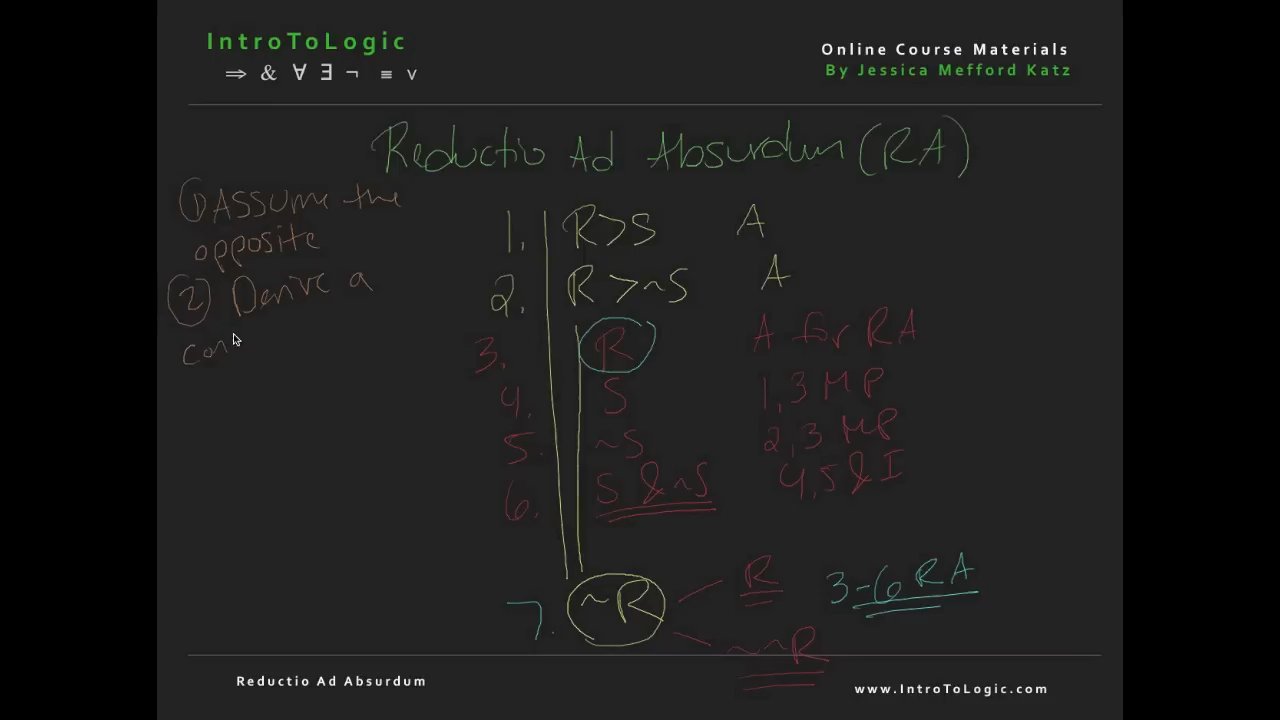 IntroToLogic
⇒ & ∀ ∃ ¬ ≡ v
Online Course Materials
By Jessica Mefford Katz
Reductio Ad Absurdum (RA)
① Assume the
opposite
② Derive a
con
1. R>S A
2. R>~S A
3. R A for RA
4. S 1,3 MP
5. ~S 2,3 MP
6. S & ~S 4,5 &I
7. ~R R 3-6 RA
~~R
Reductio Ad Absurdum
www.IntroToLogic.com